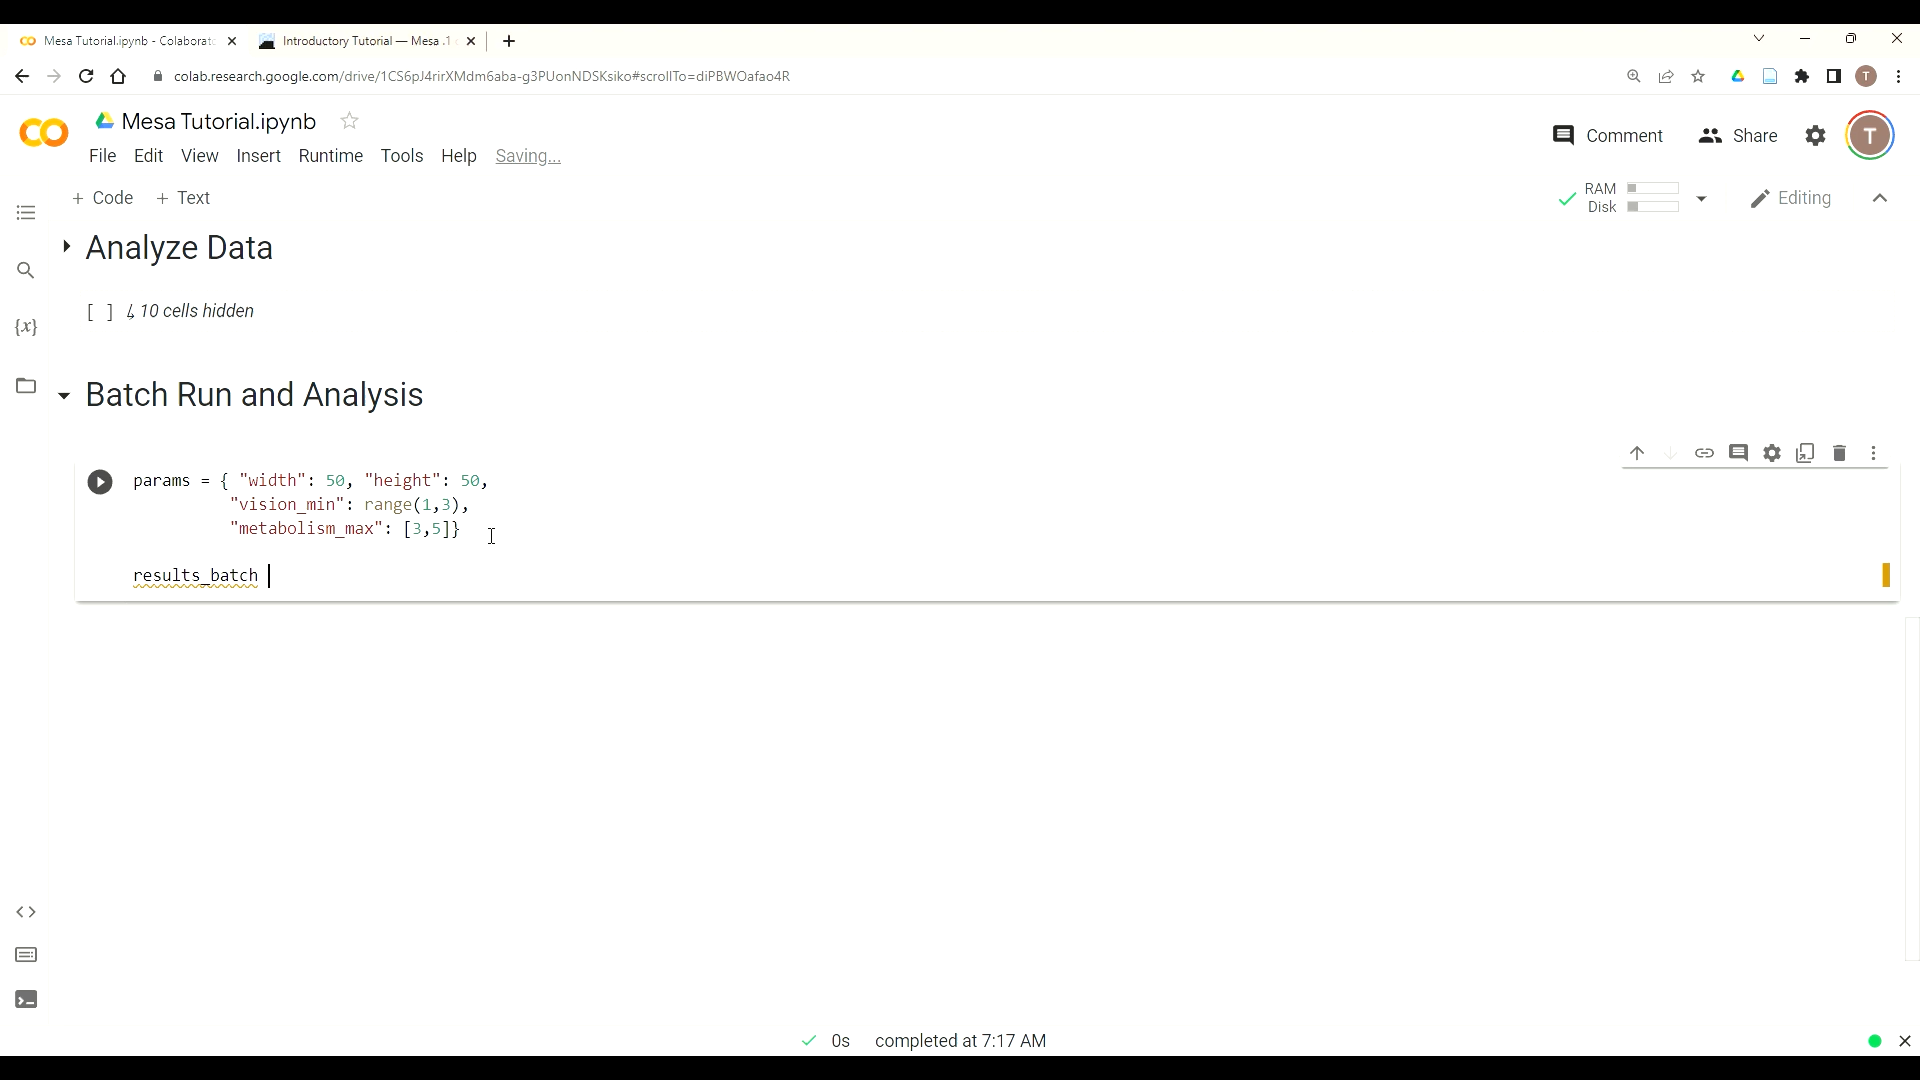 Mesa Tutorial.ipynb - Colaborat
Introductory Tutorial — Mesa .1
colab.research.google.com/drive/1CS6pJ4rirXMdm6aba-g3PUonNDSKsiko#scrollTo=diPBWOafao4R
T
Mesa Tutorial.ipynb
Comment
Share
T
File Edit View Insert Runtime Tools Help Saving...
+ Code + Text
RAM
Disk
Editing
Analyze Data
[ ] ↳ 10 cells hidden
{x}
Batch Run and Analysis
params = { "width": 50, "height": 50,
"vision_min": range(1,3),
"metabolism_max": [3,5]}
results_batch
0s completed at 7:17 AM